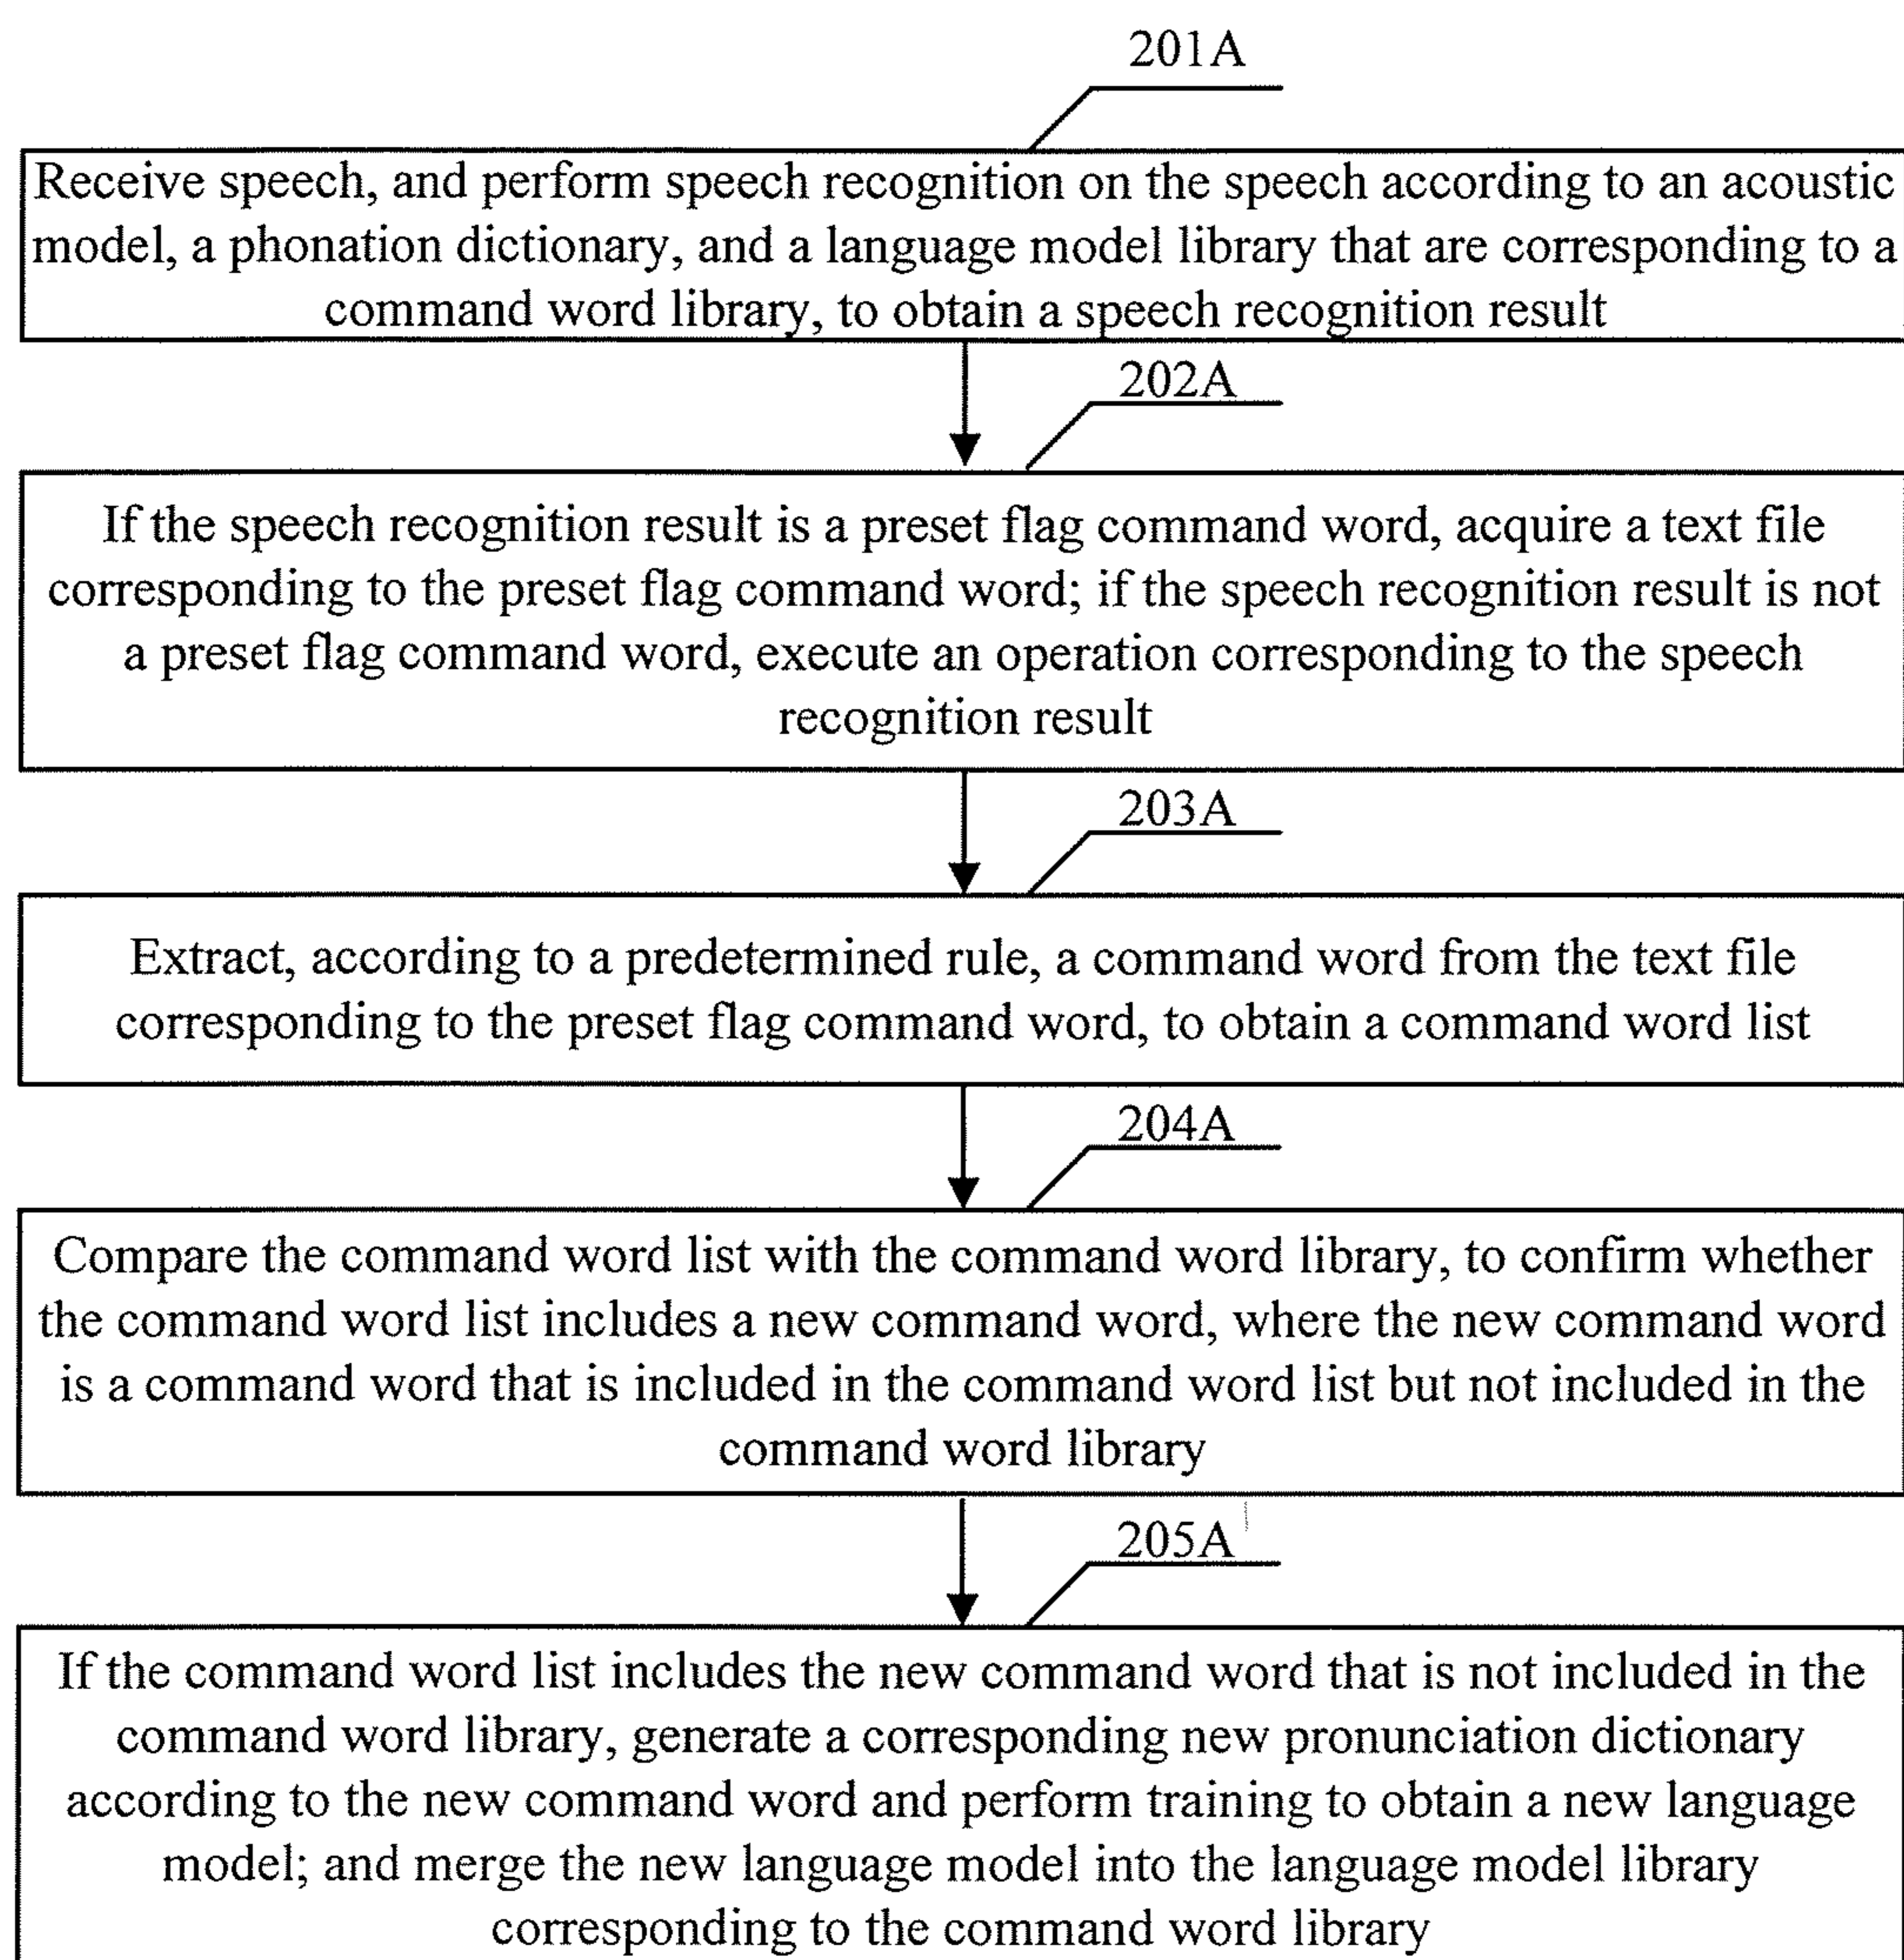 201A
Receive speech, and perform speech recognition on the speech according to an acoustic
model, a phonation dictionary, and a language model library that are corresponding to a
command word library, to obtain a speech recognition result
202A
If the speech recognition result is a preset flag command word, acquire a text file
corresponding to the preset flag command word; if the speech recognition result is not
a preset flag command word, execute an operation corresponding to the speech
recognition result
203A
Extract, according to a predetermined rule, a command word from the text file
corresponding to the preset flag command word, to obtain a command word list
204A
Compare the command word list with the command word library, to confirm whether
the command word list includes a new command word, where the new command word
is a command word that is included in the command word list but not included in the
command word library
205A
If the command word list includes the new command word that is not included in the
command word library, generate a corresponding new pronunciation dictionary
according to the new command word and perform training to obtain a new language
model; and merge the new language model into the language model library
corresponding to the command word library